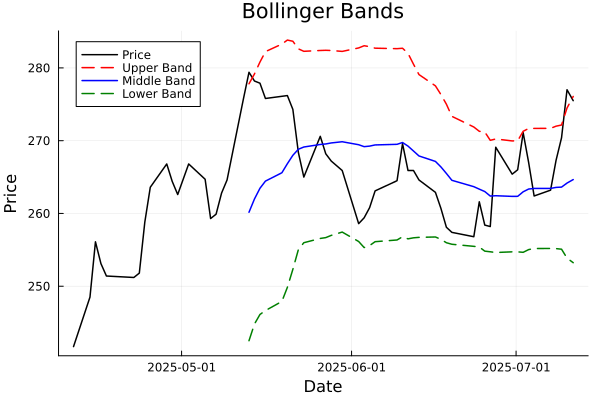 Bollinger Bands
Price
Upper Band
Middle Band
Lower Band
280
270
260
250
Price
2025-05-01
2025-06-01
2025-07-01
Date